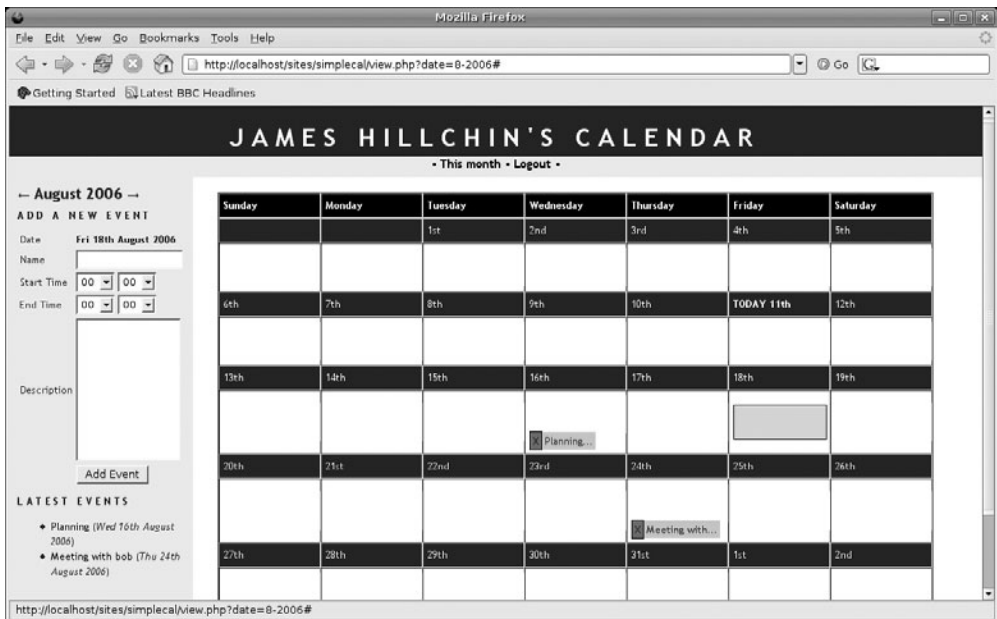 Mozilla Firefox
File Edit View Go Bookmarks Tools Help
http://localhost/sites/simplecal/view.php?date=8-2006#
Go
G
Getting Started Latest BBC Headlines
JAMES HILLCHIN'S CALENDAR
• This month • Logout •
← August 2006 →
ADD A NEW EVENT
Date Fri 18th August 2006
Name
Start Time 00 00
End Time 00 00
Description
Add Event
LATEST EVENTS
Planning (Wed 16th August
2006)
Meeting with bob (Thu 24th
August 2006)
Sunday Monday Tuesday Wednesday Thursday Friday Saturday
1st 2nd 3rd 4th 5th
6th 7th 8th 9th 10th TODAY 11th 12th
13th 14th 15th 16th 17th 18th 19th
X Planning...
20th 21st 22nd 23rd 24th 25th 26th
X Meeting with...
27th 28th 29th 30th 31st 1st 2nd
http://localhost/sites/simplecal/view.php?date=8-2006#